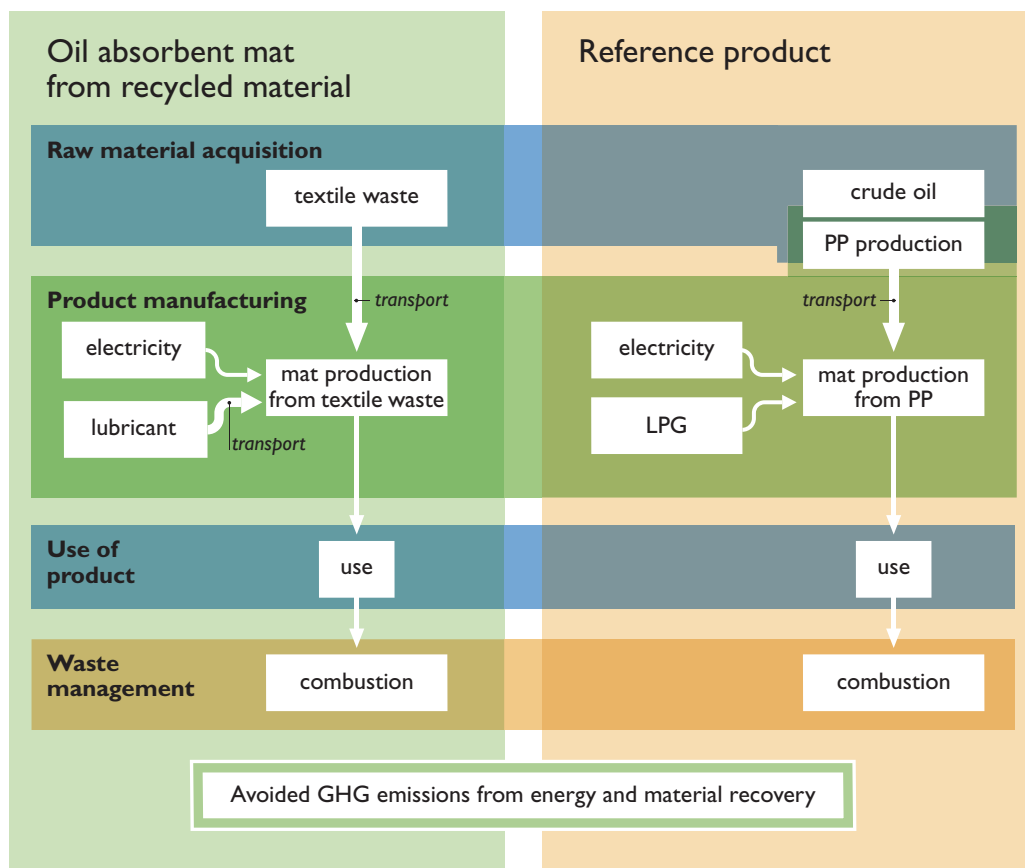 Oil absorbent mat
from recycled material
Reference product
Raw material acquisition
textile waste
crude oil
PP production
transport
transport
Product manufacturing
electricity
mat production
from textile waste
lubricant
transport
electricity
mat production
from PP
LPG
Use of
product
use
use
Waste
management
combustion
combustion
Avoided GHG emissions from energy and material recovery